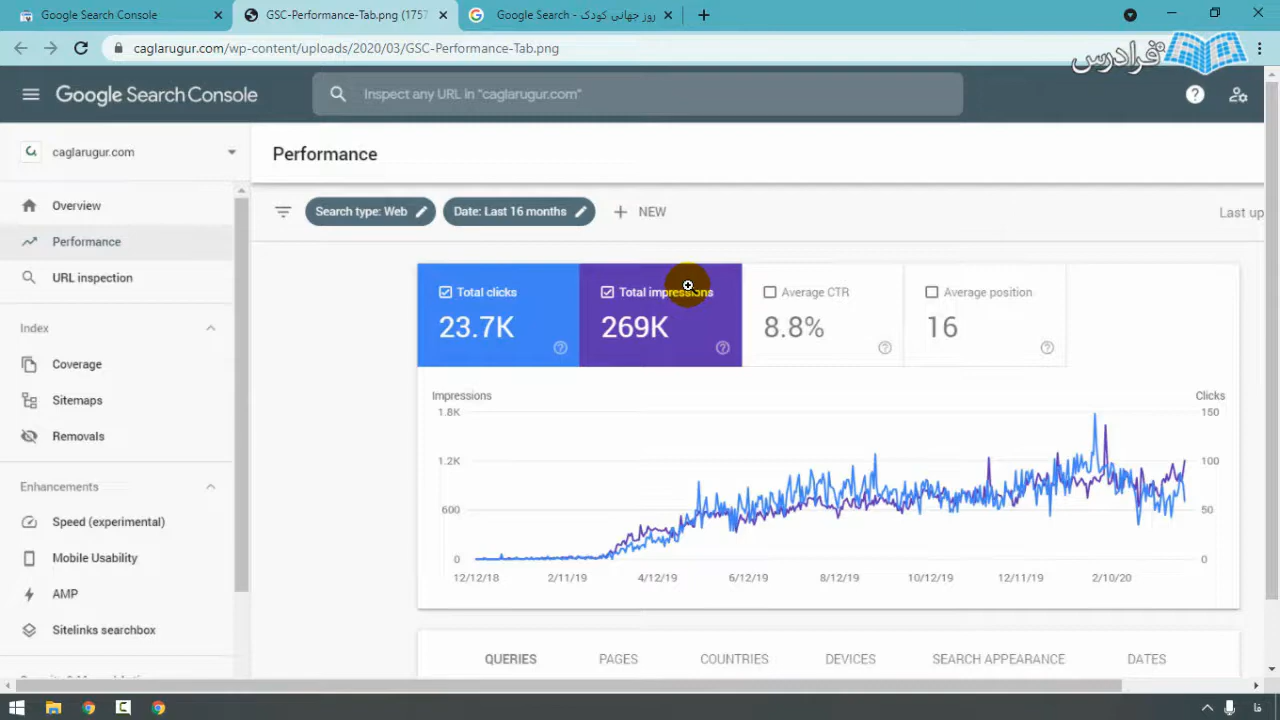 Google Search Console
GSC-Performance-Tab.png (1757
Google Search - روز جهانی کودک
caglarugur.com/wp-content/uploads/2020/03/GSC-Performance-Tab.png
فرادرس
Google Search Console
Inspect any URL in "caglarugur.com"
caglarugur.com
Performance
Overview
Performance
URL inspection
Index
Coverage
Sitemaps
Removals
Enhancements
Speed (experimental)
Mobile Usability
AMP
Sitelinks searchbox
Search type: Web
Date: Last 16 months
NEW
Last up
Total clicks
23.7K
Total impressions
269K
Average CTR
8.8%
Average position
16
Impressions
Clicks
1.8K
150
1.2K
100
600
50
0
0
12/12/18
2/11/19
4/12/19
6/12/19
8/12/19
10/12/19
12/11/19
2/10/20
QUERIES
PAGES
COUNTRIES
DEVICES
SEARCH APPEARANCE
DATES
فا